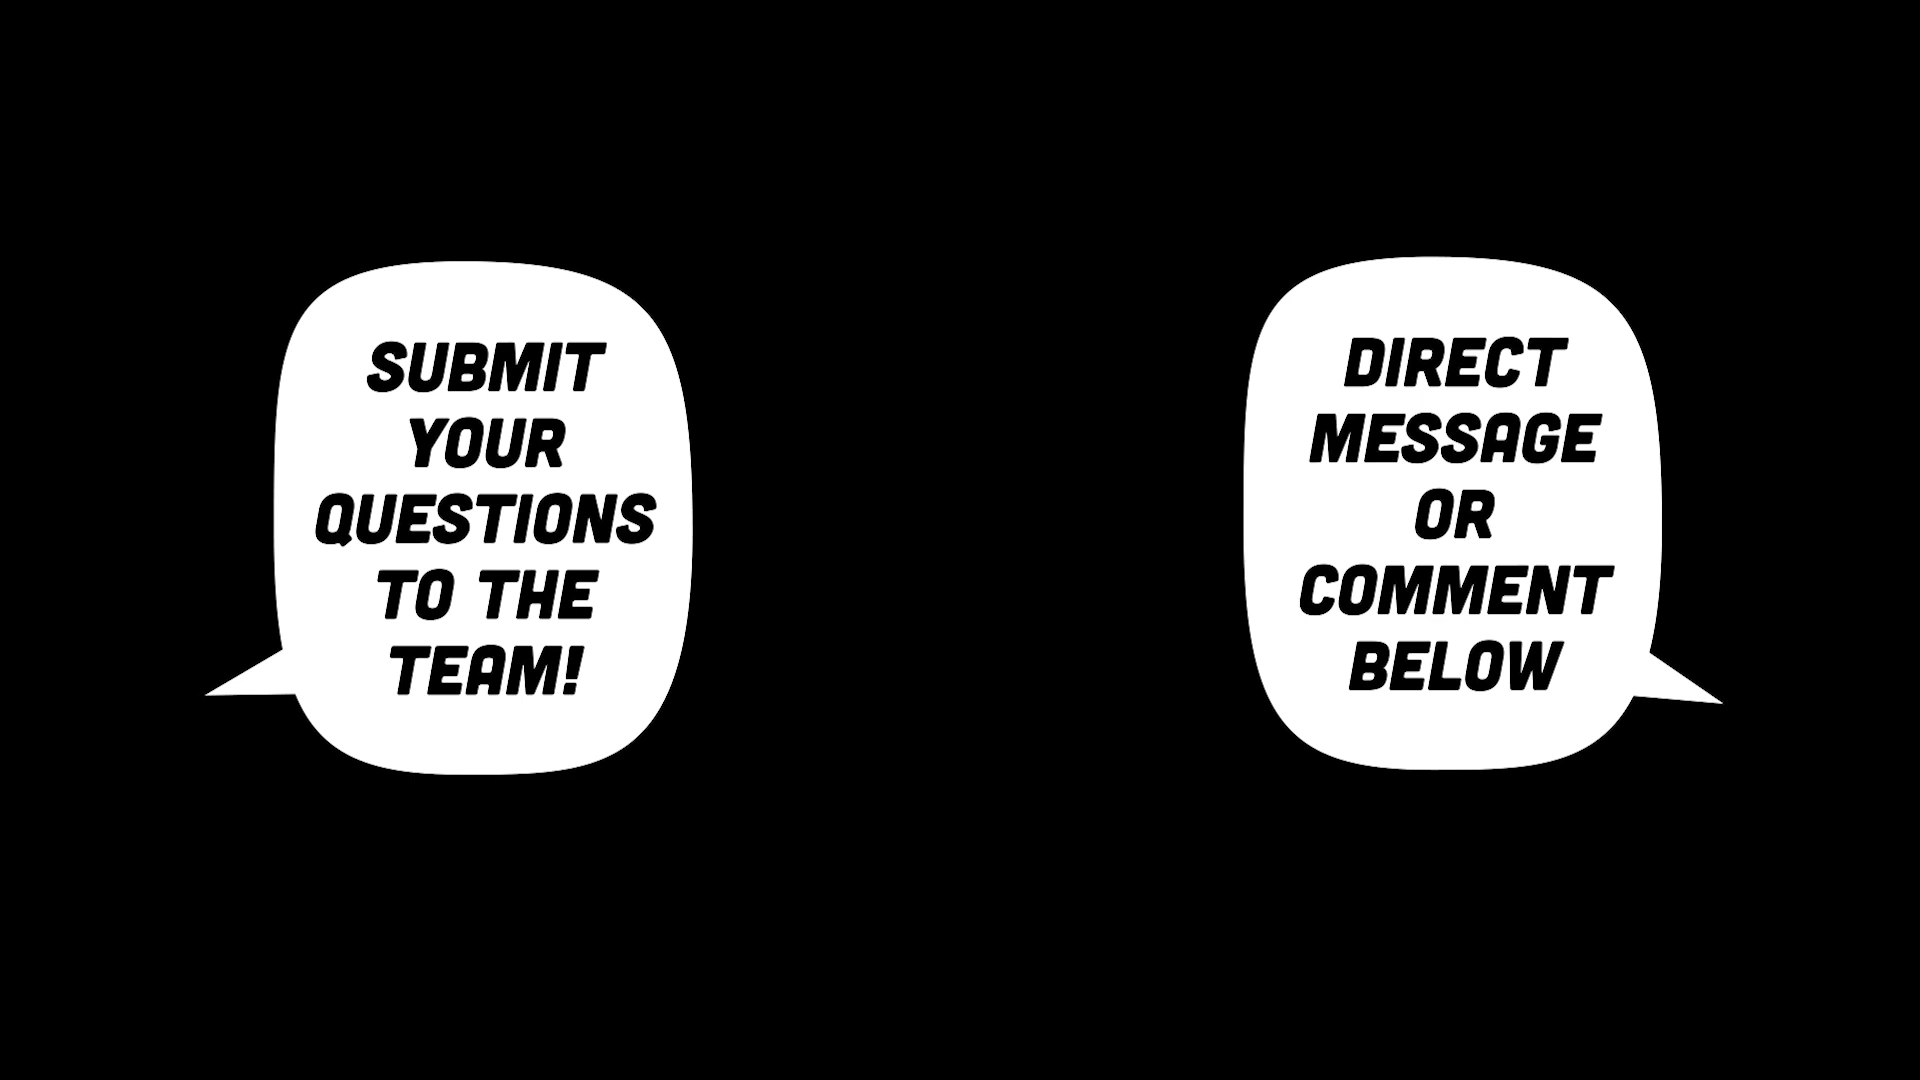 SUBMIT
YOUR
QUESTIONS
TO THE
TEAM!
DIRECT
MESSAGE
OR
COMMENT
BELOW